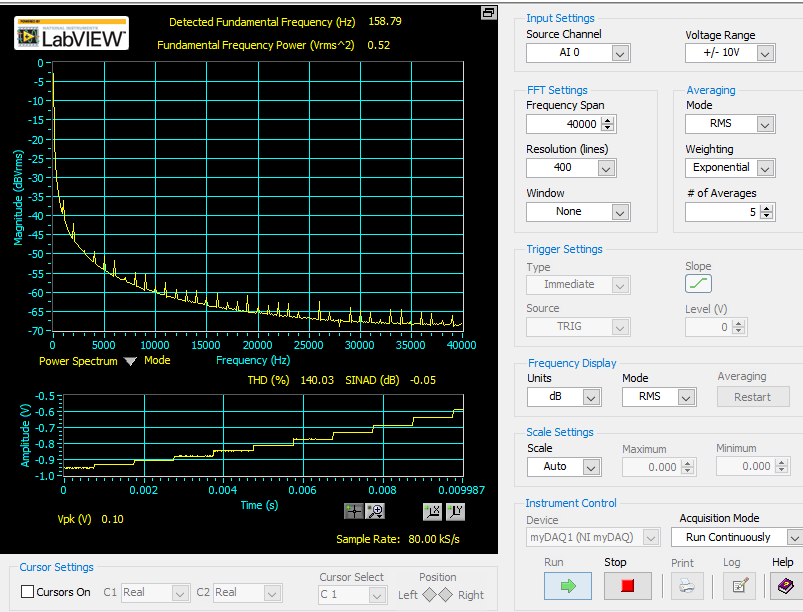 POWERED BY
NATIONAL INSTRUMENTS
LabVIEW™
Detected Fundamental Frequency (Hz) 158.79
Fundamental Frequency Power (Vrms^2) 0.52
Magnitude (dBVrms)
0
-5
-10
-15
-20
-25
-30
-35
-40
-45
-50
-55
-60
-65
-70
0 5000 10000 15000 20000 25000 30000 35000 40000
Power Spectrum Mode Frequency (Hz)
THD (%) 140.03 SINAD (dB) -0.05
Amplitude (V)
-0.5
-0.6
-0.7
-0.8
-0.9
-1.0
0 0.002 0.004 0.006 0.008 0.009987
Time (s)
Vpk (V) 0.10
X Y
Sample Rate: 80.00 kS/s
Cursor Settings
Cursors On C1 Real C2 Real
Cursor Select
C 1
Position
Left Right
Input Settings
Source Channel Voltage Range
AI 0 +/- 10V
FFT Settings
Frequency Span
40000
Resolution (lines)
400
Window
None
Averaging
Mode
RMS
Weighting
Exponential
# of Averages
5
Trigger Settings
Type Slope
Immediate
Source Level (V)
TRIG 0
Frequency Display
Units Mode Averaging
dB RMS Restart
Scale Settings
Scale Maximum Minimum
Auto 0.000 0.000
Instrument Control
Device Acquisition Mode
myDAQ1 (NI myDAQ) Run Continuously
Run Stop Print Log Help